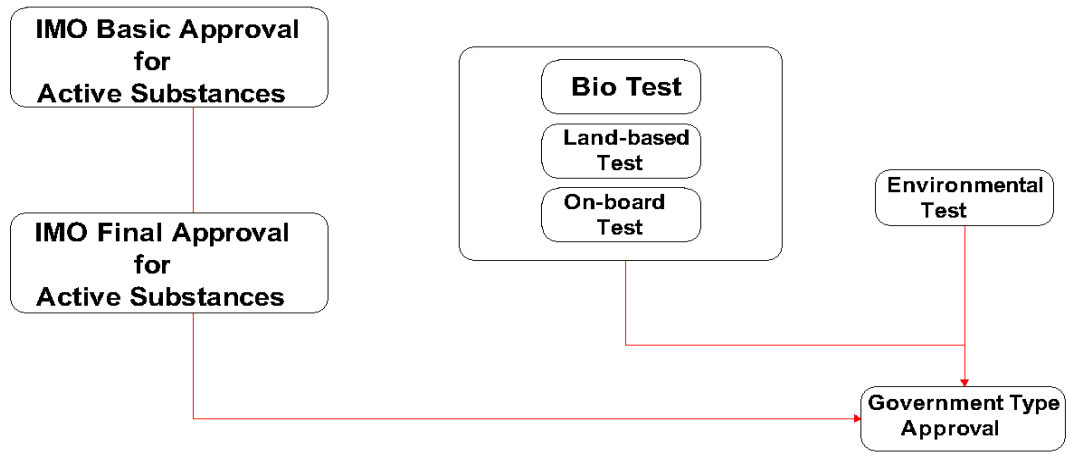 IMO Basic Approval
for
Active Substances
IMO Final Approval
for
Active Substances
Bio Test
Land-based
Test
On-board
Test
Environmental
Test
Government Type
Approval